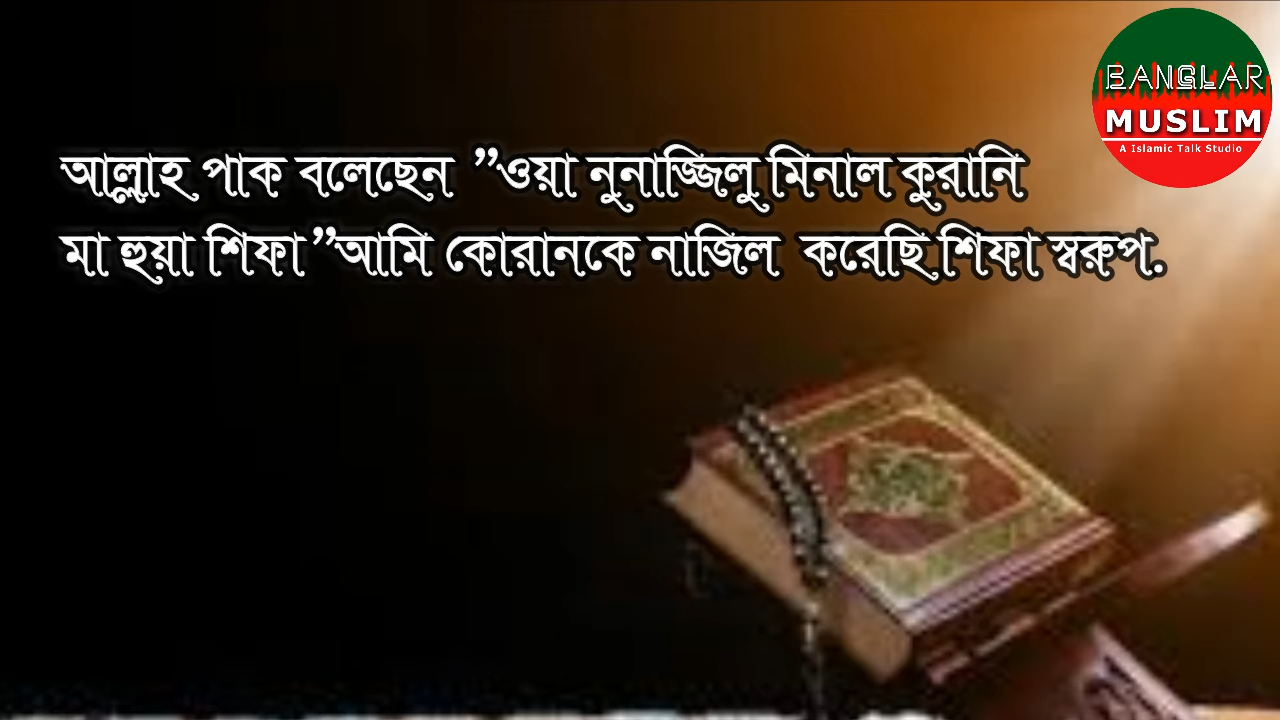 BANGLAR
MUSLIM
A Islamic Talk Studio
আল্লাহ পাক বলেছেন ”ওয়া নুনাজ্জিলু মিনাল কুরানি
মা হুয়া শিফা”আমি কোরানকে নাজিল করেছি শিফা স্বরুপ.